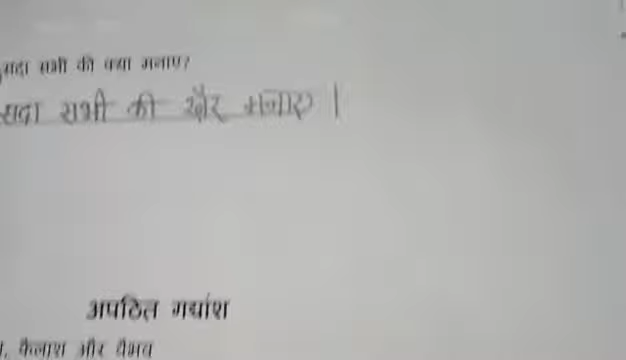 सदा सभी की क्या मनाए?
सदा सभी की खैर मनाए |
अपठित गद्यांश
कैलाश और वैभव